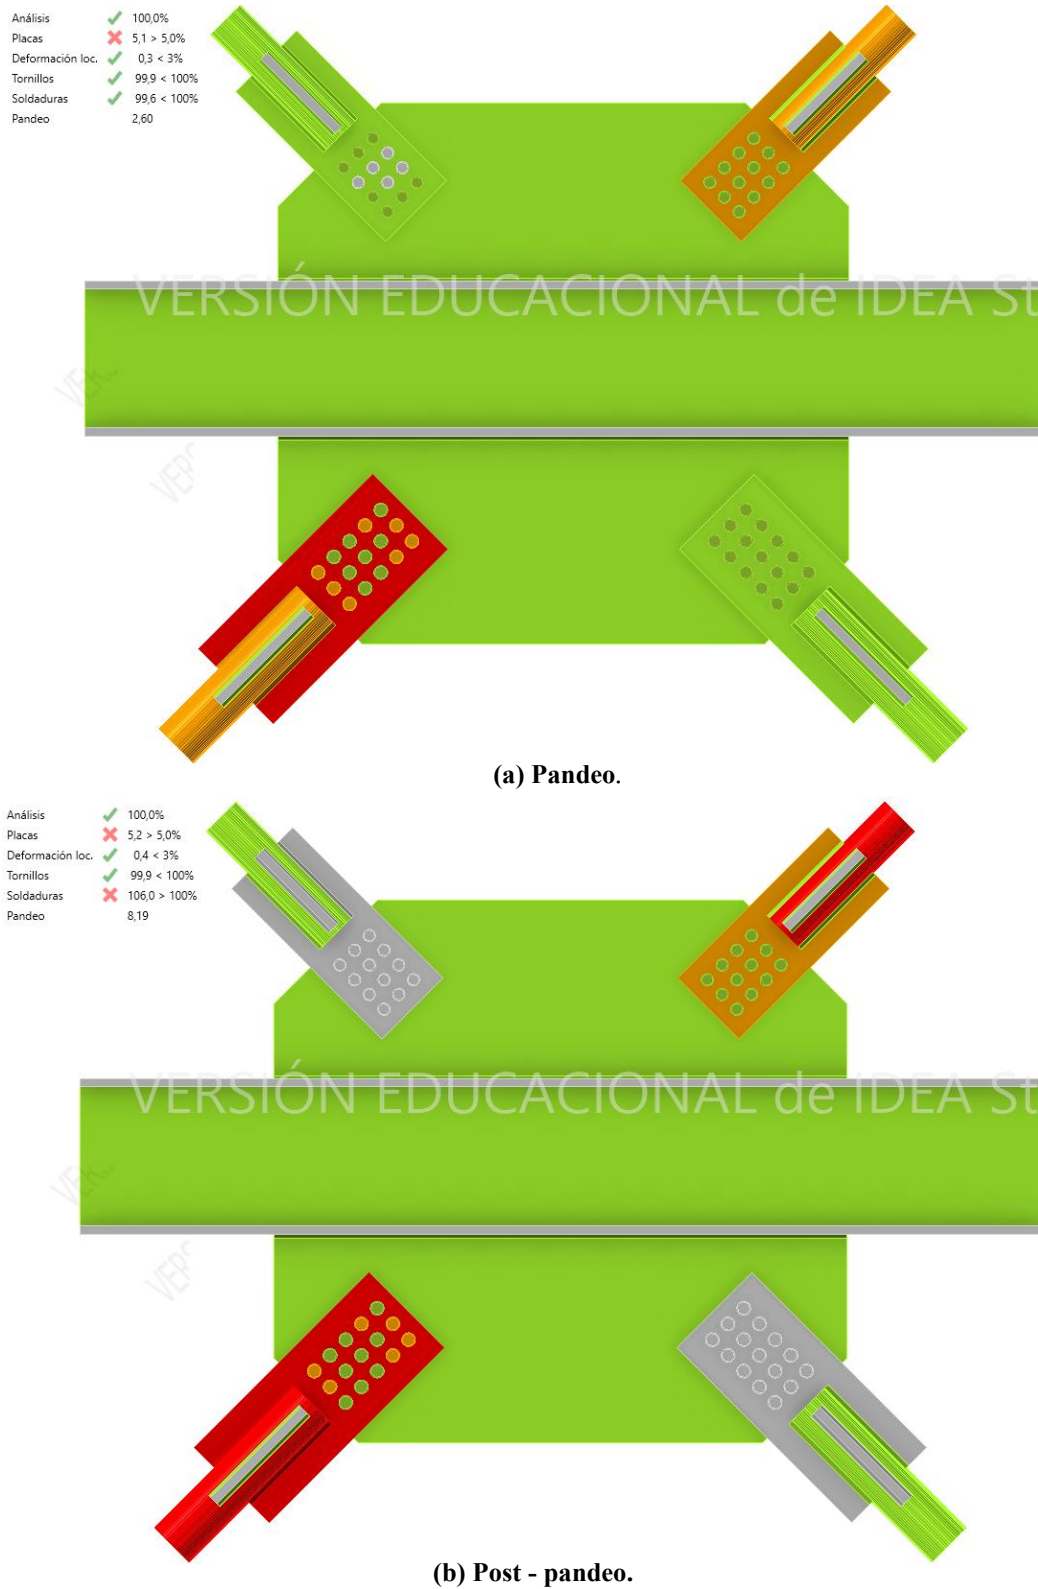 Análisis 100,0%
Placas 5,1 > 5,0%
Deformación loc. 0,3 < 3%
Tornillos 99,9 < 100%
Soldaduras 99,6 < 100%
Pandeo 2,60
VERSIÓN EDUCACIONAL de IDEA St
(a) Pandeo.
Análisis 100,0%
Placas 5,2 > 5,0%
Deformación loc. 0,4 < 3%
Tornillos 99,9 < 100%
Soldaduras 106,0 > 100%
Pandeo 8,19
VERSIÓN EDUCACIONAL de IDEA St
(b) Post - pandeo.